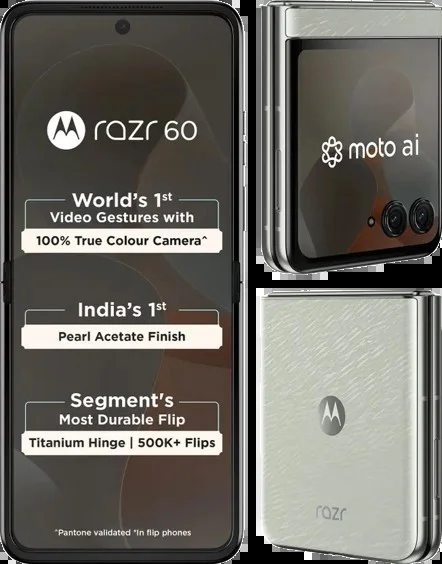 razr 60
World's 1st
Video Gestures with
100% True Colour Camera^
India's 1st
Pearl Acetate Finish
Segment's
Most Durable Flip
Titanium Hinge | 500K+ Flips
^Pantone validated *In flip phones
moto ai
razr